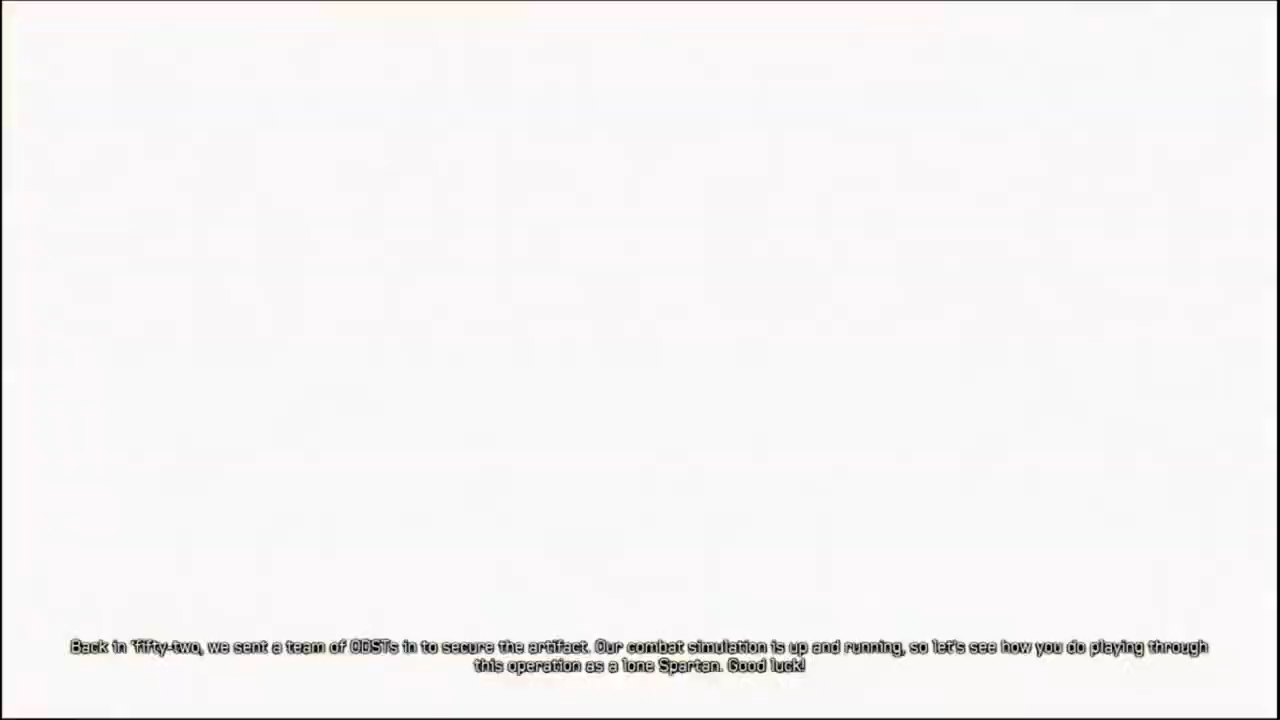 Back in 'fifty-two, we sent a team of ODSTs in to secure the artifact. Our combat simulation is up and running, so let's see how you do playing through
this operation as a lone Spartan. Good luck!